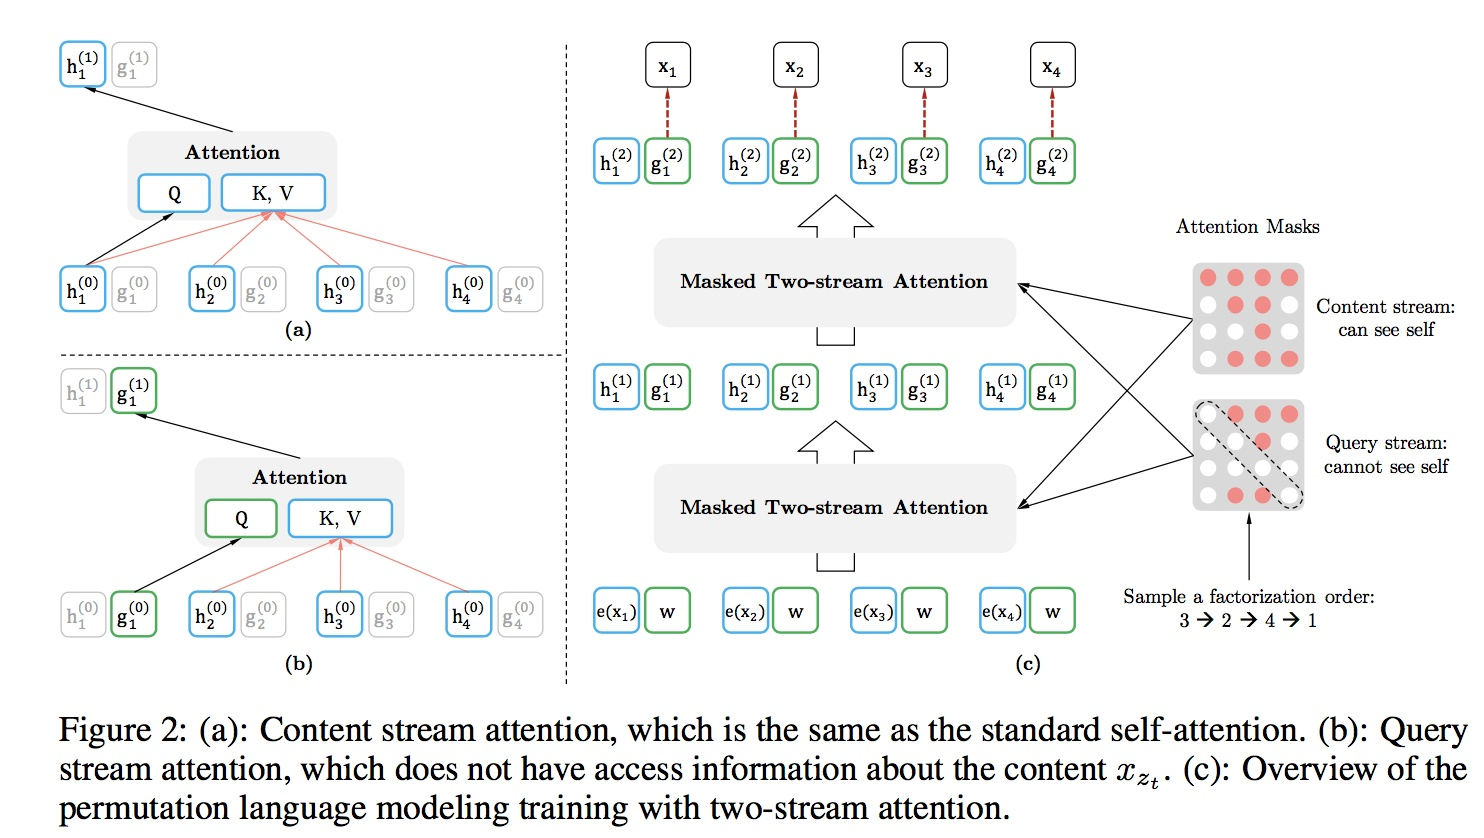 h₁⁽¹⁾ g₁⁽¹⁾
Attention
Q K, V
h₁⁽⁰⁾ g₁⁽⁰⁾ h₂⁽⁰⁾ g₂⁽⁰⁾ h₃⁽⁰⁾ g₃⁽⁰⁾ h₄⁽⁰⁾ g₄⁽⁰⁾
(a)
h₁⁽¹⁾ g₁⁽¹⁾
Attention
Q K, V
h₁⁽⁰⁾ g₁⁽⁰⁾ h₂⁽⁰⁾ g₂⁽⁰⁾ h₃⁽⁰⁾ g₃⁽⁰⁾ h₄⁽⁰⁾ g₄⁽⁰⁾
(b)
x₁ x₂ x₃ x₄
h₁⁽²⁾ g₁⁽²⁾ h₂⁽²⁾ g₂⁽²⁾ h₃⁽²⁾ g₃⁽²⁾ h₄⁽²⁾ g₄⁽²⁾
Masked Two-stream Attention
h₁⁽¹⁾ g₁⁽¹⁾ h₂⁽¹⁾ g₂⁽¹⁾ h₃⁽¹⁾ g₃⁽¹⁾ h₄⁽¹⁾ g₄⁽¹⁾
Masked Two-stream Attention
e(x₁) w e(x₂) w e(x₃) w e(x₄) w
(c)
Attention Masks
Content stream:
can see self
Query stream:
cannot see self
Sample a factorization order:
3 → 2 → 4 → 1
Figure 2: (a): Content stream attention, which is the same as the standard self-attention. (b): Query
stream attention, which does not have access information about the content x_{z_t}. (c): Overview of the
permutation language modeling training with two-stream attention.